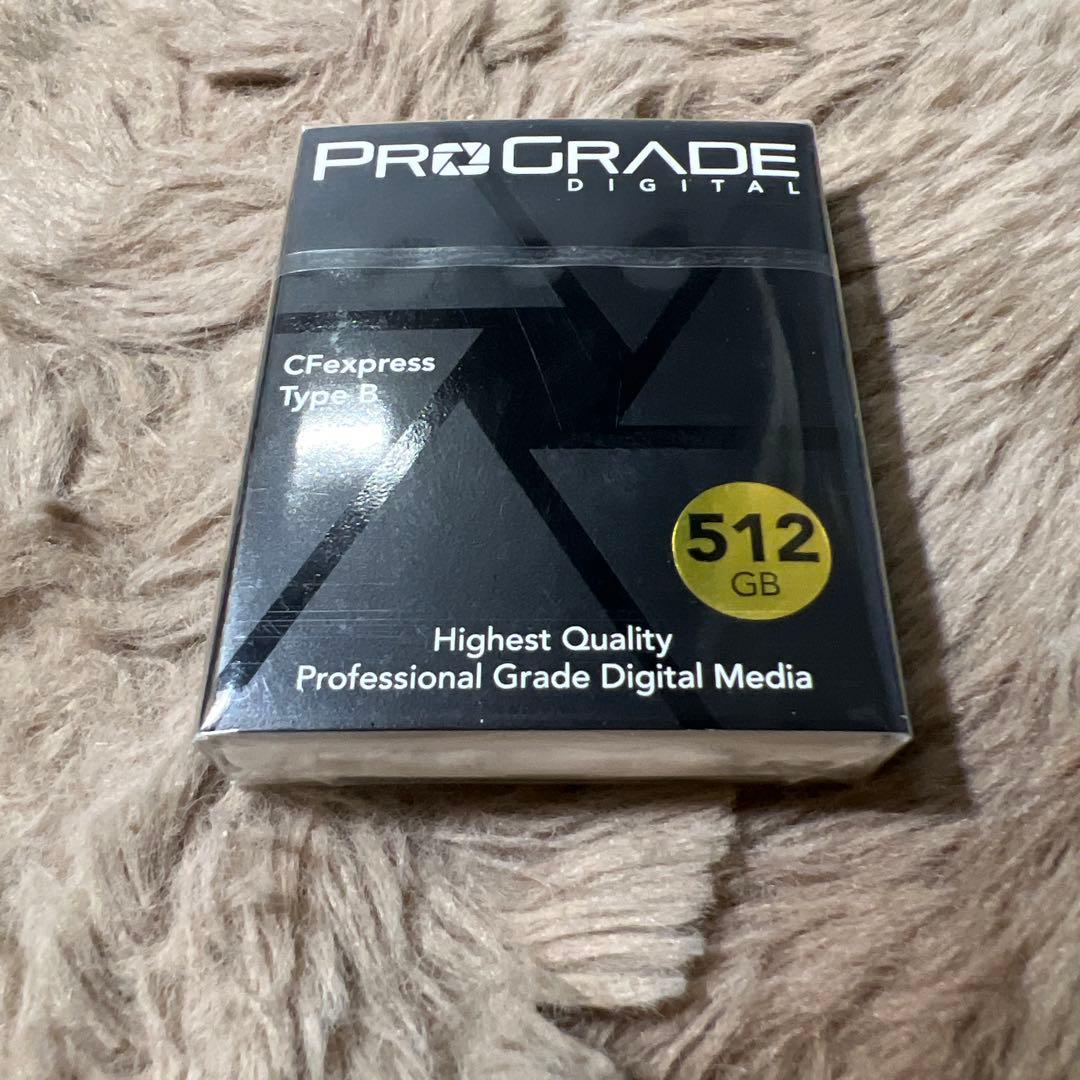 PROGRADE
DIGITAL
CFexpress
Type B
512
GB
Highest Quality
Professional Grade Digital Media